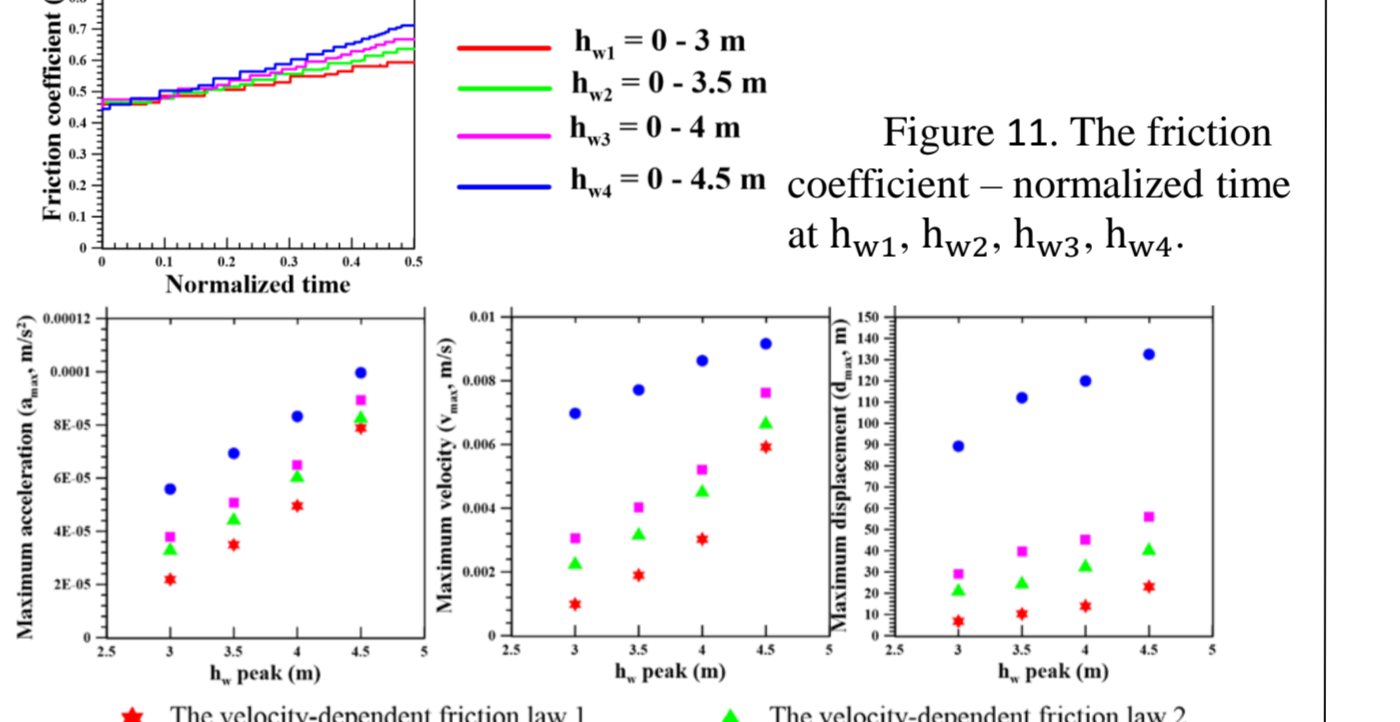 Friction coefficient (
0.7
0.6
0.5
0.4
0.3
0.2
0.1
0
0 0.1 0.2 0.3 0.4 0.5
Normalized time
hw1 = 0 - 3 m
hw2 = 0 - 3.5 m
hw3 = 0 - 4 m
hw4 = 0 - 4.5 m
Figure 11. The friction
coefficient – normalized time
at hw1, hw2, hw3, hw4.
Maximum acceleration (amax, m/s²)
0.00012
0.0001
8E-05
6E-05
4E-05
2E-05
0
2.5 3 3.5 4 4.5 5
hw peak (m)
Maximum velocity (vmax, m/s)
0.01
0.008
0.006
0.004
0.002
0
2.5 3 3.5 4 4.5 5
hw peak (m)
Maximum displacement (dmax, m)
150
140
130
120
110
100
90
80
70
60
50
40
30
20
10
0
2.5 3 3.5 4 4.5 5
hw peak (m)
The velocity-dependent friction law 1
The velocity-dependent friction law 2